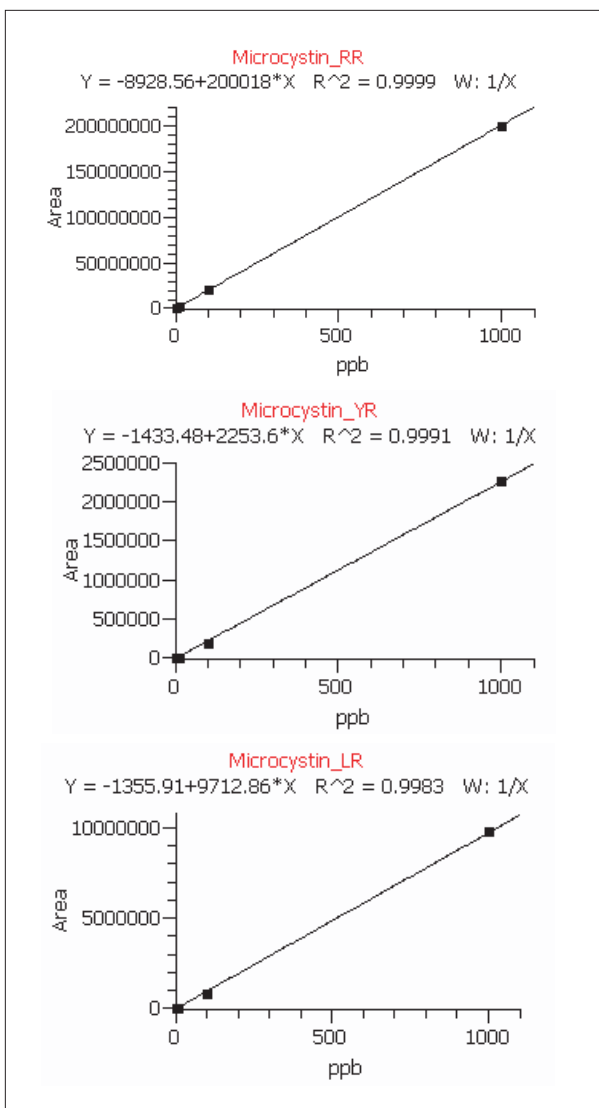 Microcystin_RR
Y = -8928.56+200018*X R^2 = 0.9999 W: 1/X
200000000
150000000
100000000
50000000
0
Area
0 500 1000
ppb
Microcystin_YR
Y = -1433.48+2253.6*X R^2 = 0.9991 W: 1/X
2500000
2000000
1500000
1000000
500000
0
Area
0 500 1000
ppb
Microcystin_LR
Y = -1355.91+9712.86*X R^2 = 0.9983 W: 1/X
10000000
5000000
0
Area
0 500 1000
ppb